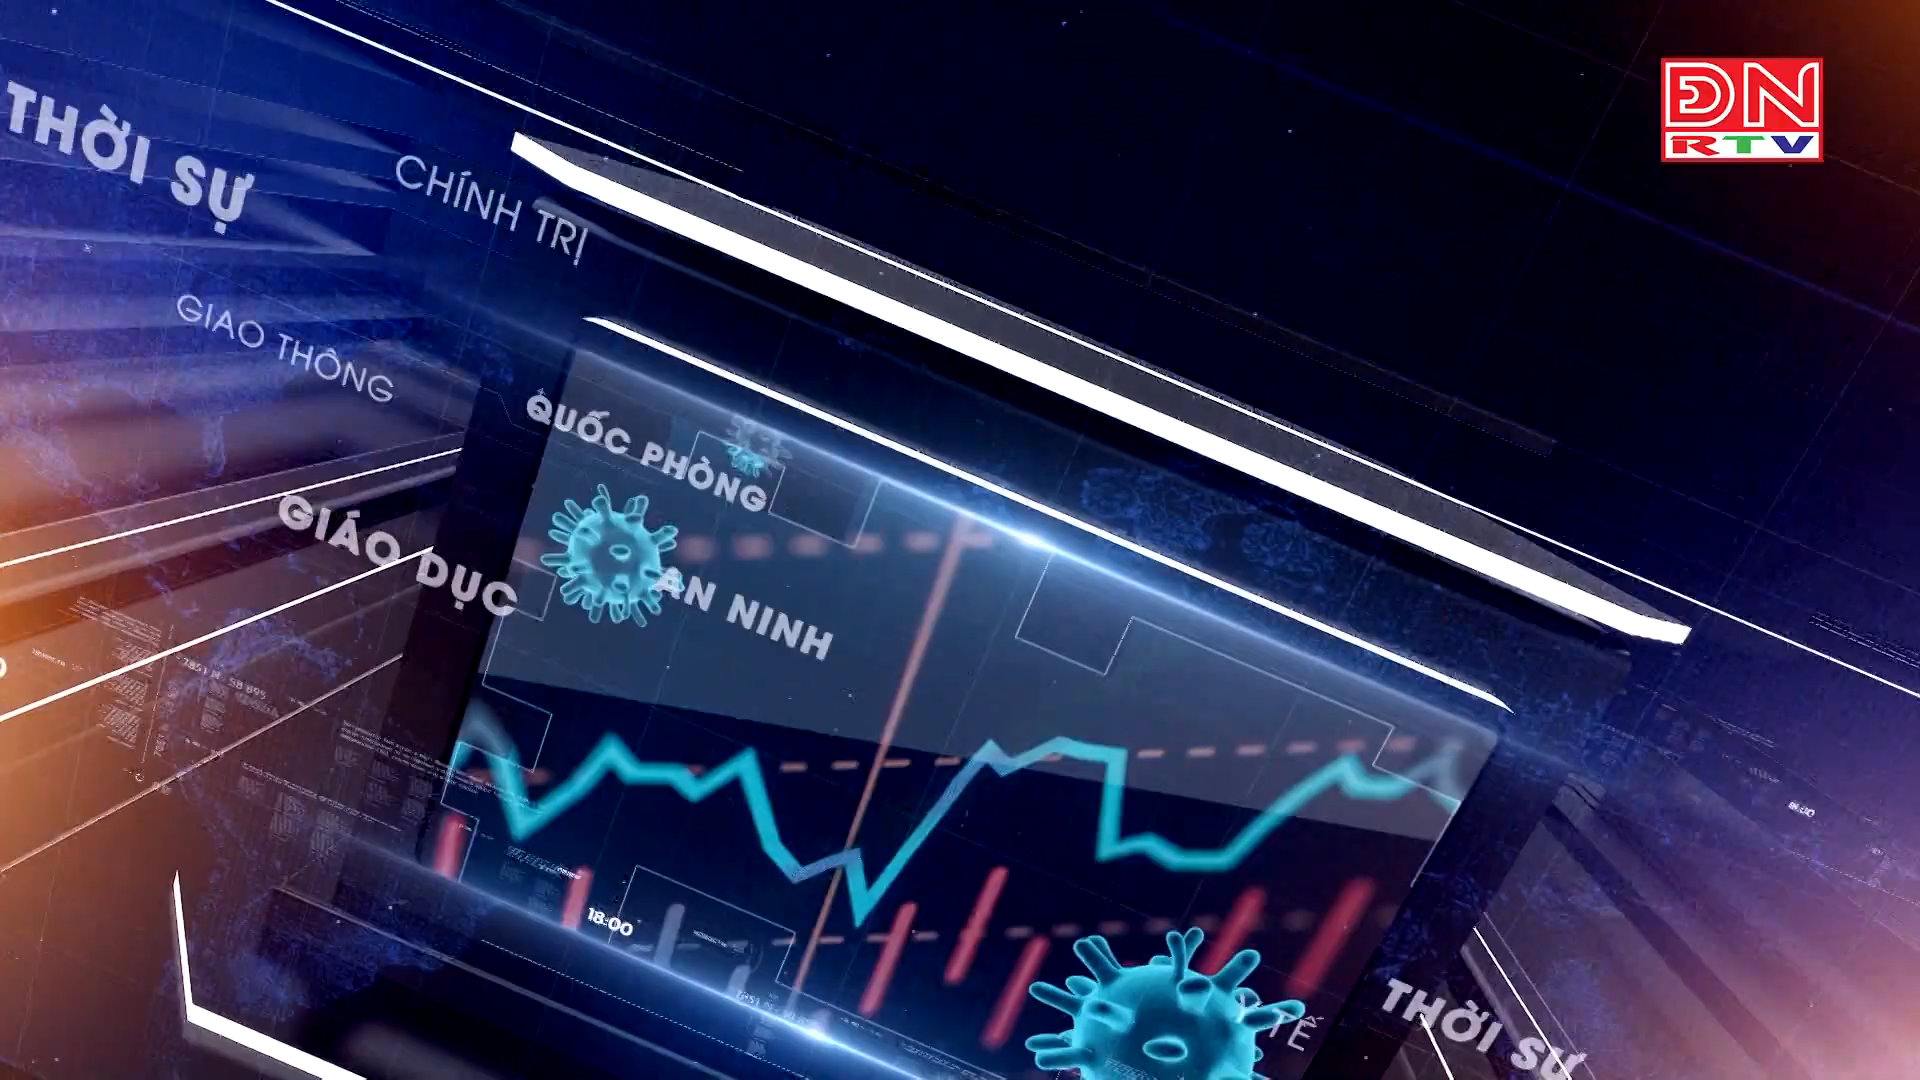 ĐN
RTV
THỜI SỰ
CHÍNH TRỊ
GIAO THÔNG
QUỐC PHÒNG
GIÁO DỤC
AN NINH
18:00
Y TẾ
THỜI SỰ